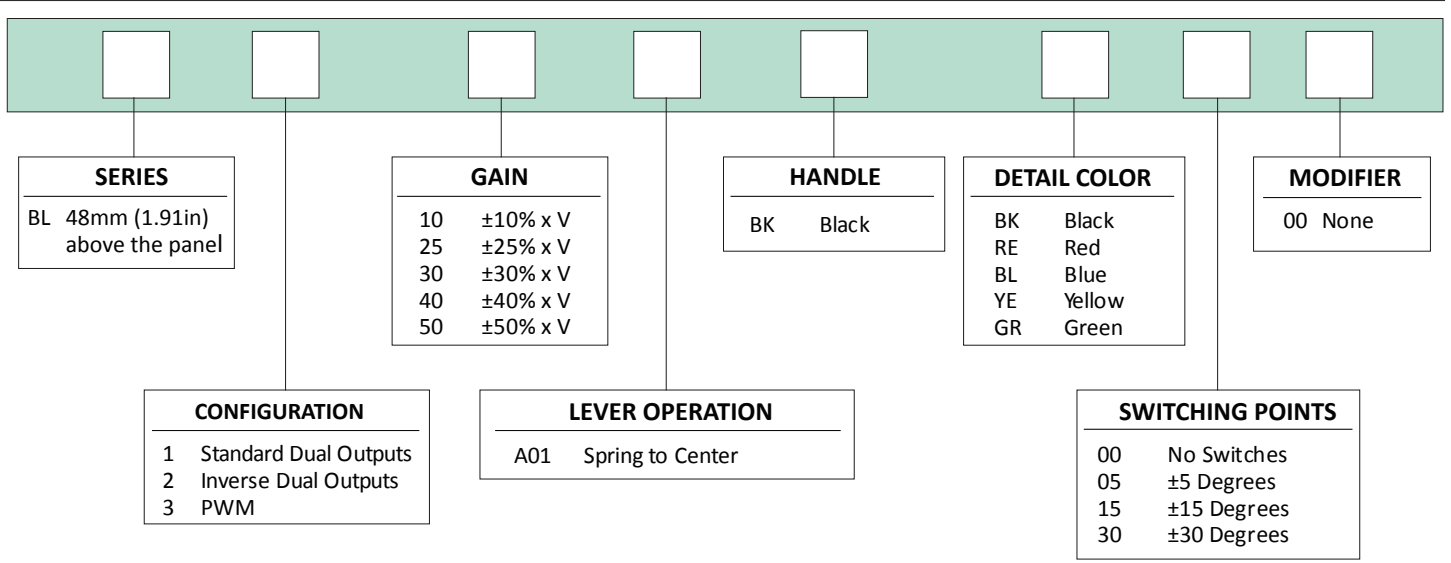 SERIES
BL 48mm (1.91in)
above the panel
GAIN
10 ±10% x V
25 ±25% x V
30 ±30% x V
40 ±40% x V
50 ±50% x V
HANDLE
BK Black
DETAIL COLOR
BK Black
RE Red
BL Blue
YE Yellow
GR Green
MODIFIER
00 None
CONFIGURATION
1 Standard Dual Outputs
2 Inverse Dual Outputs
3 PWM
LEVER OPERATION
A01 Spring to Center
SWITCHING POINTS
00 No Switches
05 ±5 Degrees
15 ±15 Degrees
30 ±30 Degrees